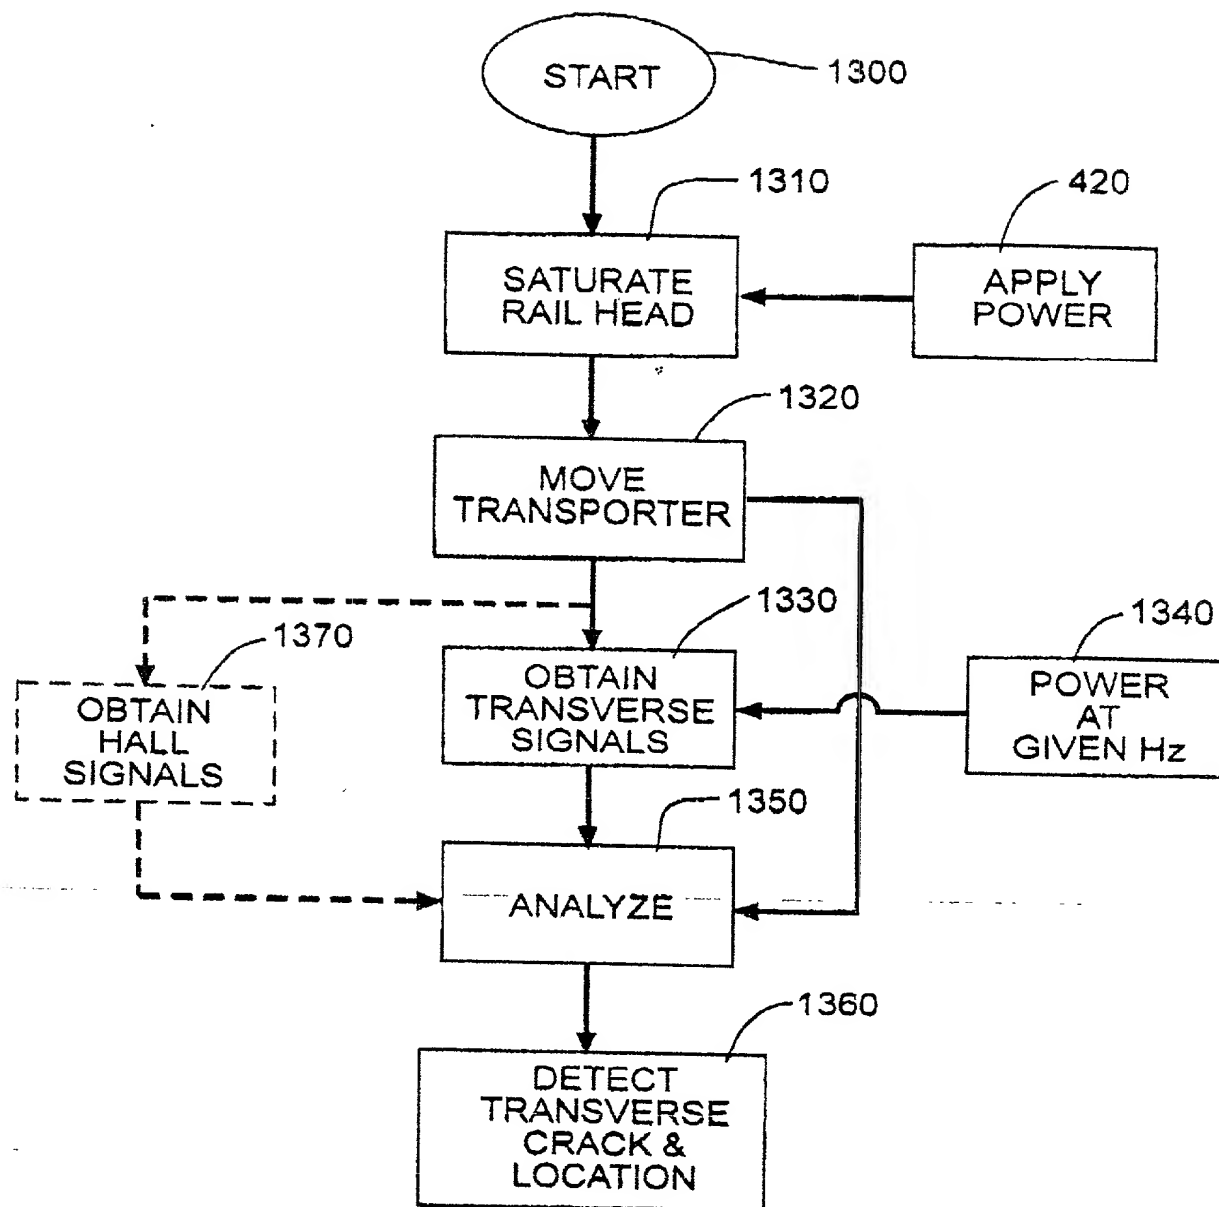 START
1300
1310
SATURATE
RAIL HEAD
420
APPLY
POWER
1320
MOVE
TRANSPORTER
1330
OBTAIN
TRANSVERSE
SIGNALS
1340
POWER
AT
GIVEN Hz
1370
OBTAIN
HALL
SIGNALS
1350
ANALYZE
1360
DETECT
TRANSVERSE
CRACK &
LOCATION